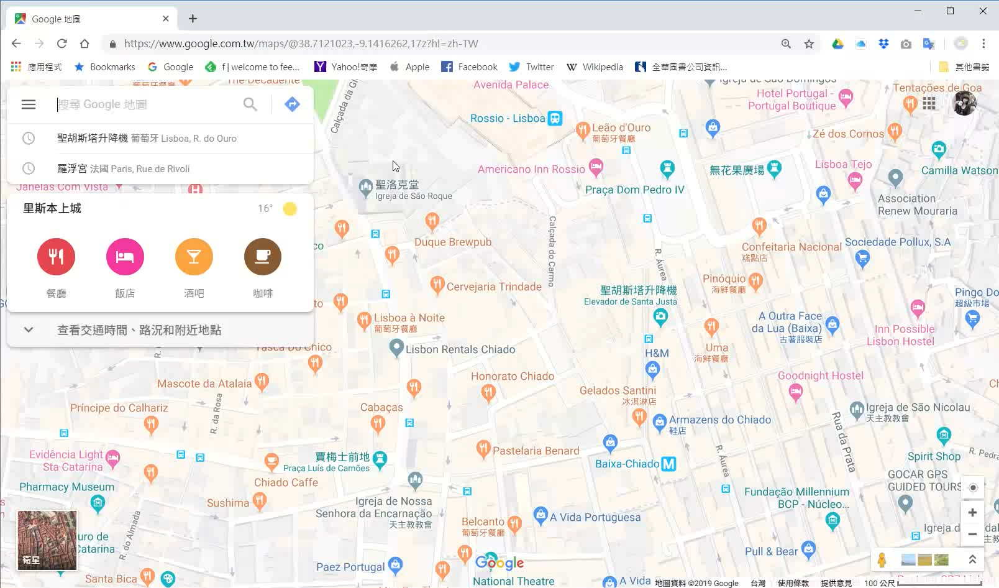 Google 地圖
https://www.google.com.tw/maps/@38.7121023,-9.1416262,17z?hl=zh-TW
應用程式
Bookmarks
Google
f | welcome to fee...
Yahoo!奇摩
Apple
Facebook
Twitter
Wikipedia
全華圖書公司資訊...
其他書籤
搜尋 Google 地圖
聖胡斯塔升降機 葡萄牙 Lisboa, R. do Ouro
羅浮宮 法國 Paris, Rue de Rivoli
里斯本上城
16°
餐廳
飯店
酒吧
咖啡
查看交通時間、路況和附近地點
The Decadente
Avenida Palace
Igreja de São Domingos
Hotel Portugal -
Portugal Boutique
Tentações de Goa
Rossio - Lisboa
Leão d'Ouro
葡萄牙餐廳
Zé dos Cornos
Calçada da Gl
Janelas Com Vista
聖洛克堂
Igreja de São Roque
Americano Inn Rossio
Praça Dom Pedro IV
無花果廣場
Lisboa Tejo
Camilla Watson
Association
Renew Mouraria
Duque Brewpub
Calçada do Carmo
R. Áurea
Confeitaria Nacional
糕點店
Sociedade Pollux, S.A
Cervejaria Trindade
聖胡斯塔升降機
Elevador de Santa Justa
Pinóquio
海鮮餐廳
Pingo Do
超級市場
Lisboa à Noite
葡萄牙餐廳
A Outra Face
da Lua (Baixa)
古著服裝店
Inn Possible
Lisbon Hostel
Tasca Do Chico
Lisbon Rentals Chiado
H&M
Uma
海鮮餐廳
Mascote da Atalaia
Honorato Chiado
Goodnight Hostel
Gelados Santini
冰淇淋店
Príncipe do Calhariz
R. da Rosa
Cabaças
Armazens do Chiado
鞋店
Igreja de São Nicolau
天主教教會
Rua da Prata
Evidência Light
Sta Catarina
賈梅士前地
Praça Luís de Camões
Pastelaria Benard
Baixa-Chiado
R. Áurea
Spirit Shop
R. Pedra
Pharmacy Museum
Chiado Caffe
GOCAR GPS
GUIDED TOURS
Sushima
Igreja de Nossa
Senhora da Encarnação
天主教教會
Fundação Millennium
BCP - Núcleo...
R. do Almada
Belcanto
葡萄牙餐廳
A Vida Portuguesa
衛星
Pull & Bear
Paez Portugal
Google
Santa Bica
National Theatre
地圖資料 ©2019 Google
台灣
使用條款
提供意見
100 公尺